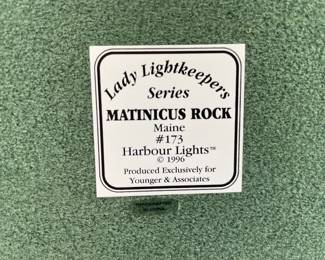 Lady Lightkeepers
Series
MATINICUS ROCK
Maine
#173
Harbour Lights™
© 1996
Produced Exclusively for
Younger & Associates